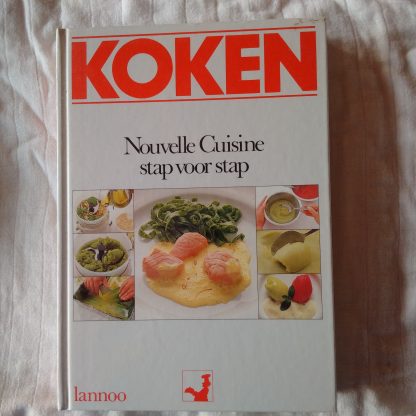 KOKEN
Nouvelle Cuisine
stap voor stap
lannoo